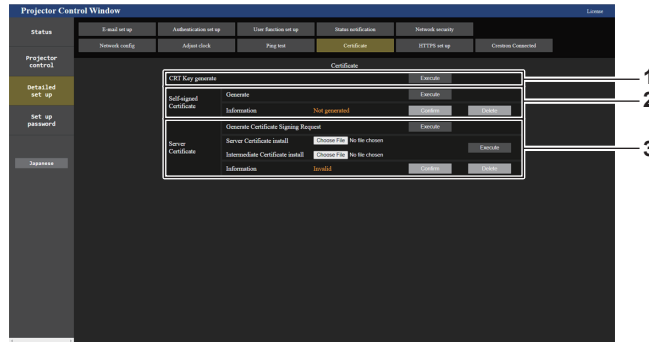 Projector Control Window
License
Status
E-mail set up
Authentication set up
User function set up
Status notification
Network security
Network config
Adjust clock
Ping test
Certificate
HTTPS set up
Crestron Connected
Projector
control
Detailed
set up
Set up
password
Japanese
Certificate
CRT Key generate
Execute
1
Self-signed
Certificate
Generate
Execute
2
Information
Not generated
Confirm
Delete
Server
Certificate
Generate Certificate Signing Request
Execute
Server Certificate install
Choose File
No file chosen
Execute
3
Intermediate Certificate install
Choose File
No file chosen
Information
Invalid
Confirm
Delete